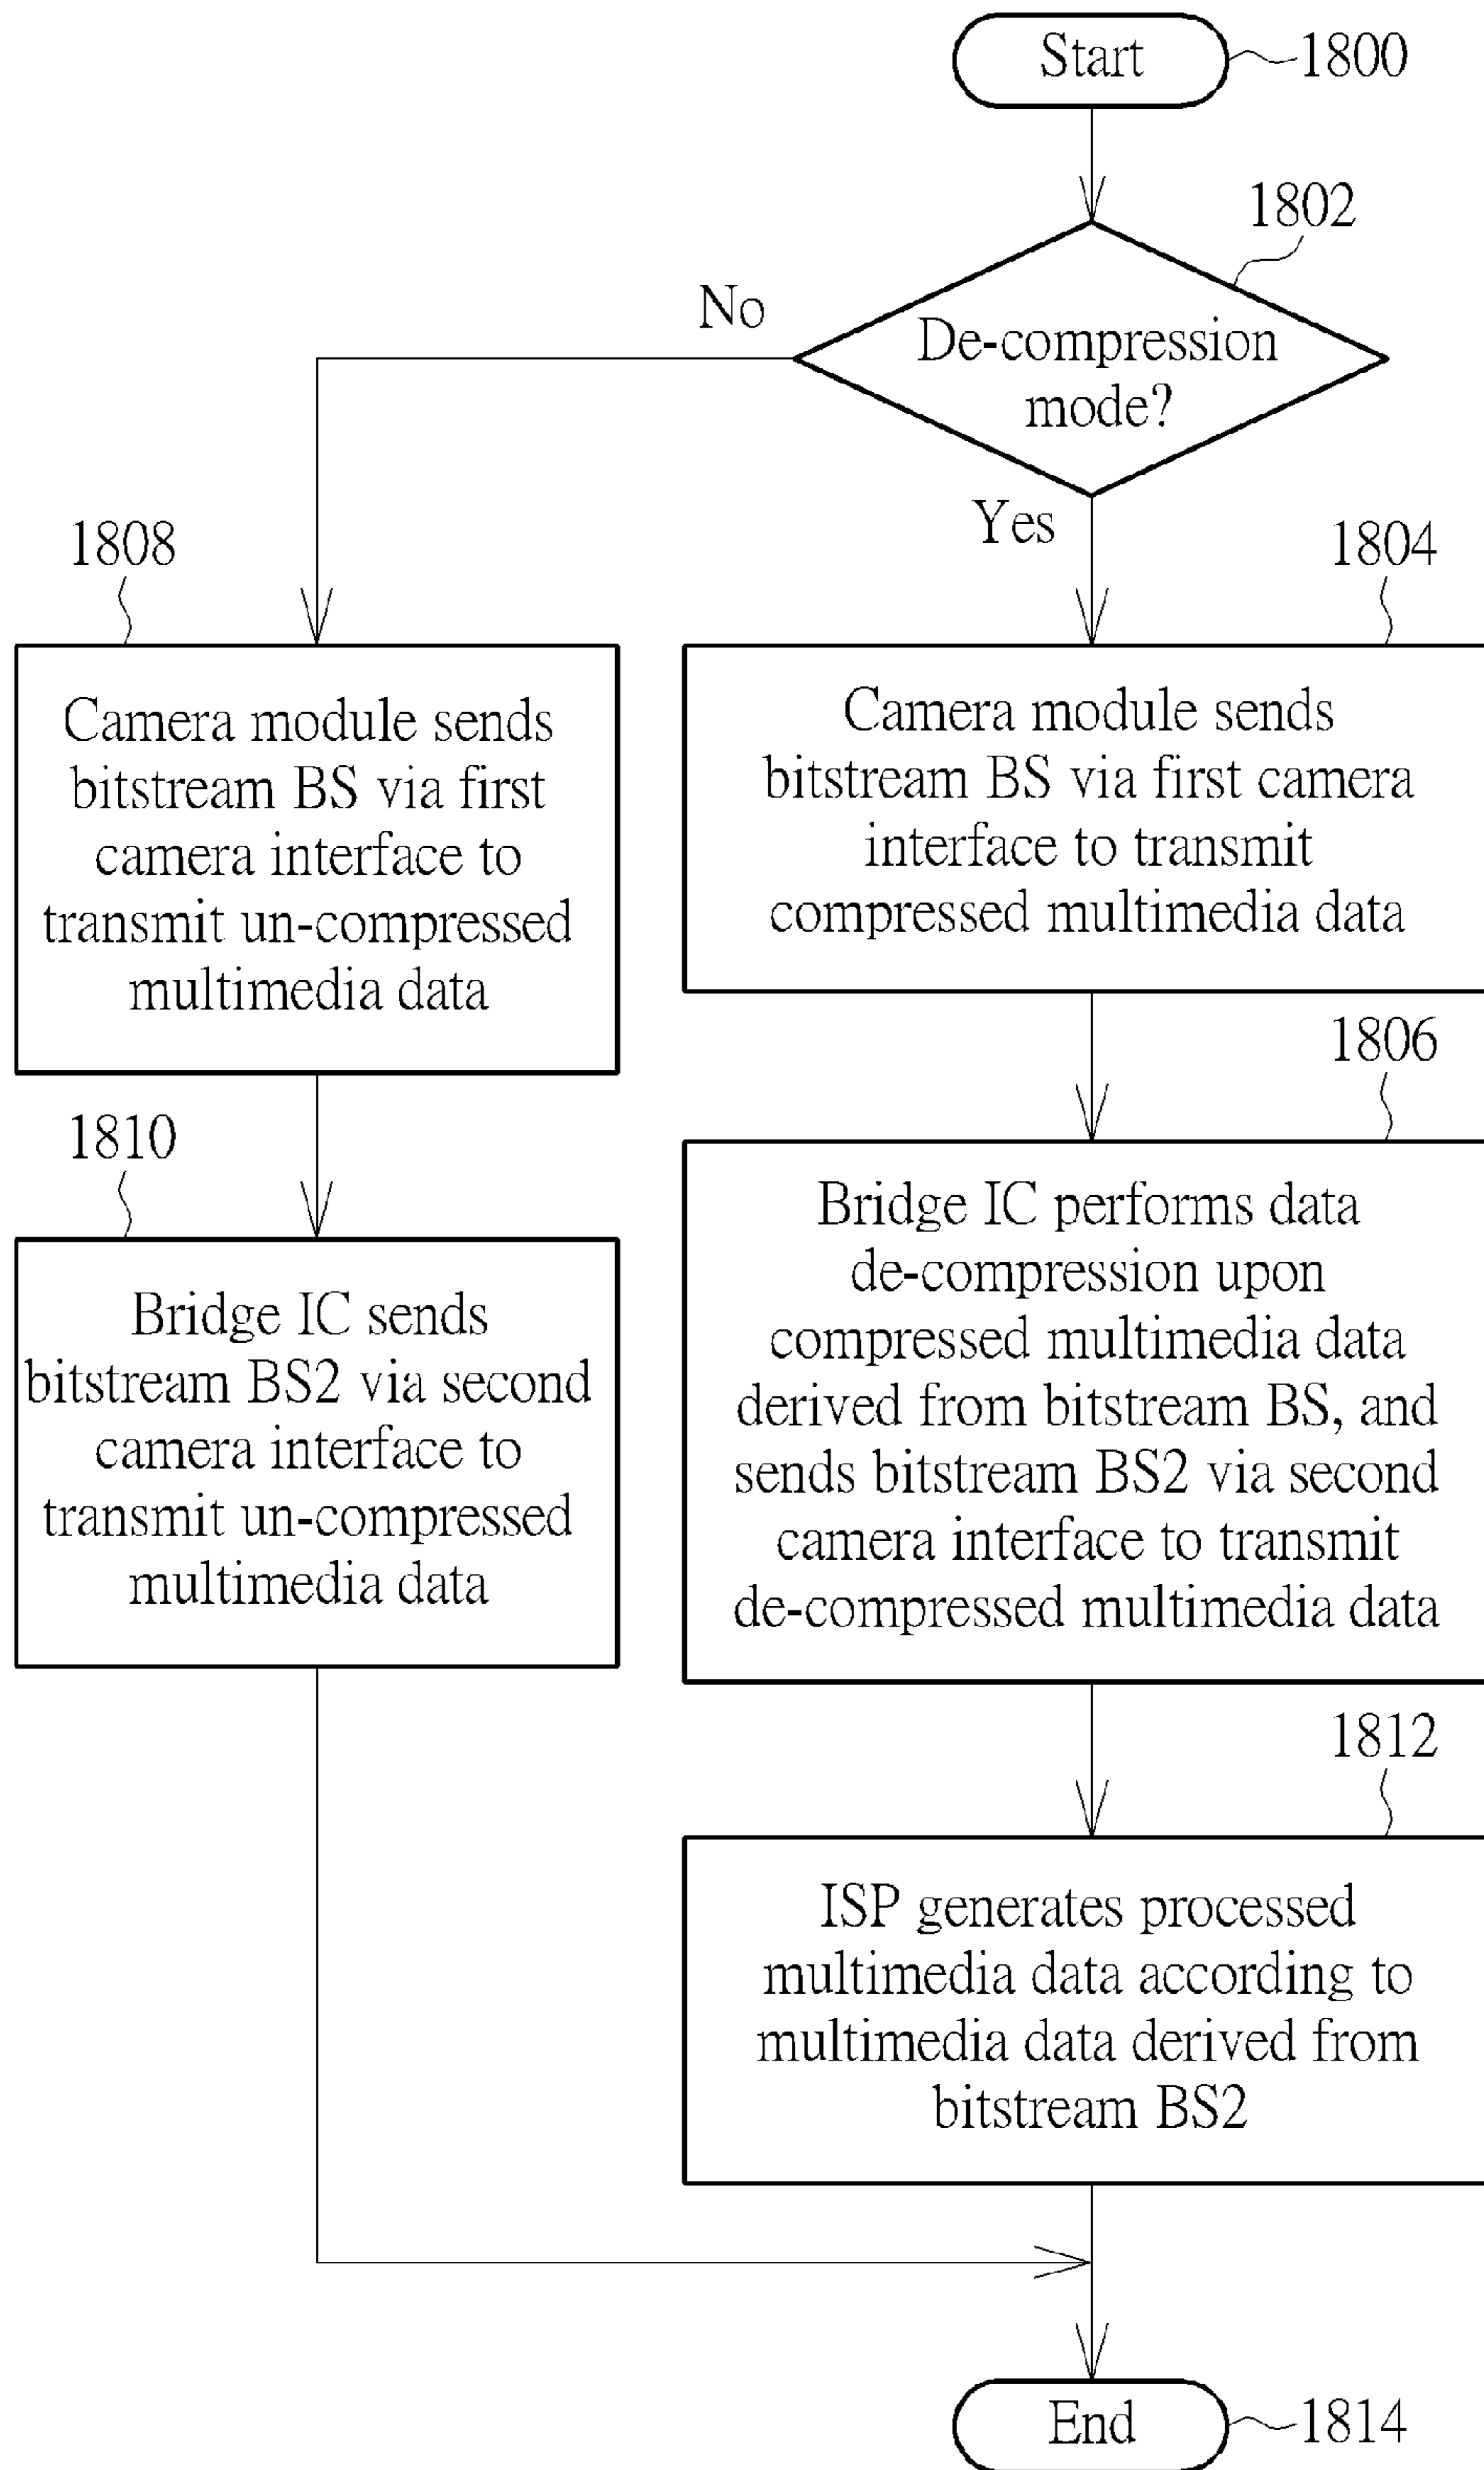 Start
1800
1802
De-compression
mode?
No
Yes
1808
Camera module sends
bitstream BS via first
camera interface to
transmit un-compressed
multimedia data
1804
Camera module sends
bitstream BS via first camera
interface to transmit
compressed multimedia data
1810
Bridge IC sends
bitstream BS2 via second
camera interface to
transmit un-compressed
multimedia data
1806
Bridge IC performs data
de-compression upon
compressed multimedia data
derived from bitstream BS, and
sends bitstream BS2 via second
camera interface to transmit
de-compressed multimedia data
1812
ISP generates processed
multimedia data according to
multimedia data derived from
bitstream BS2
End
1814